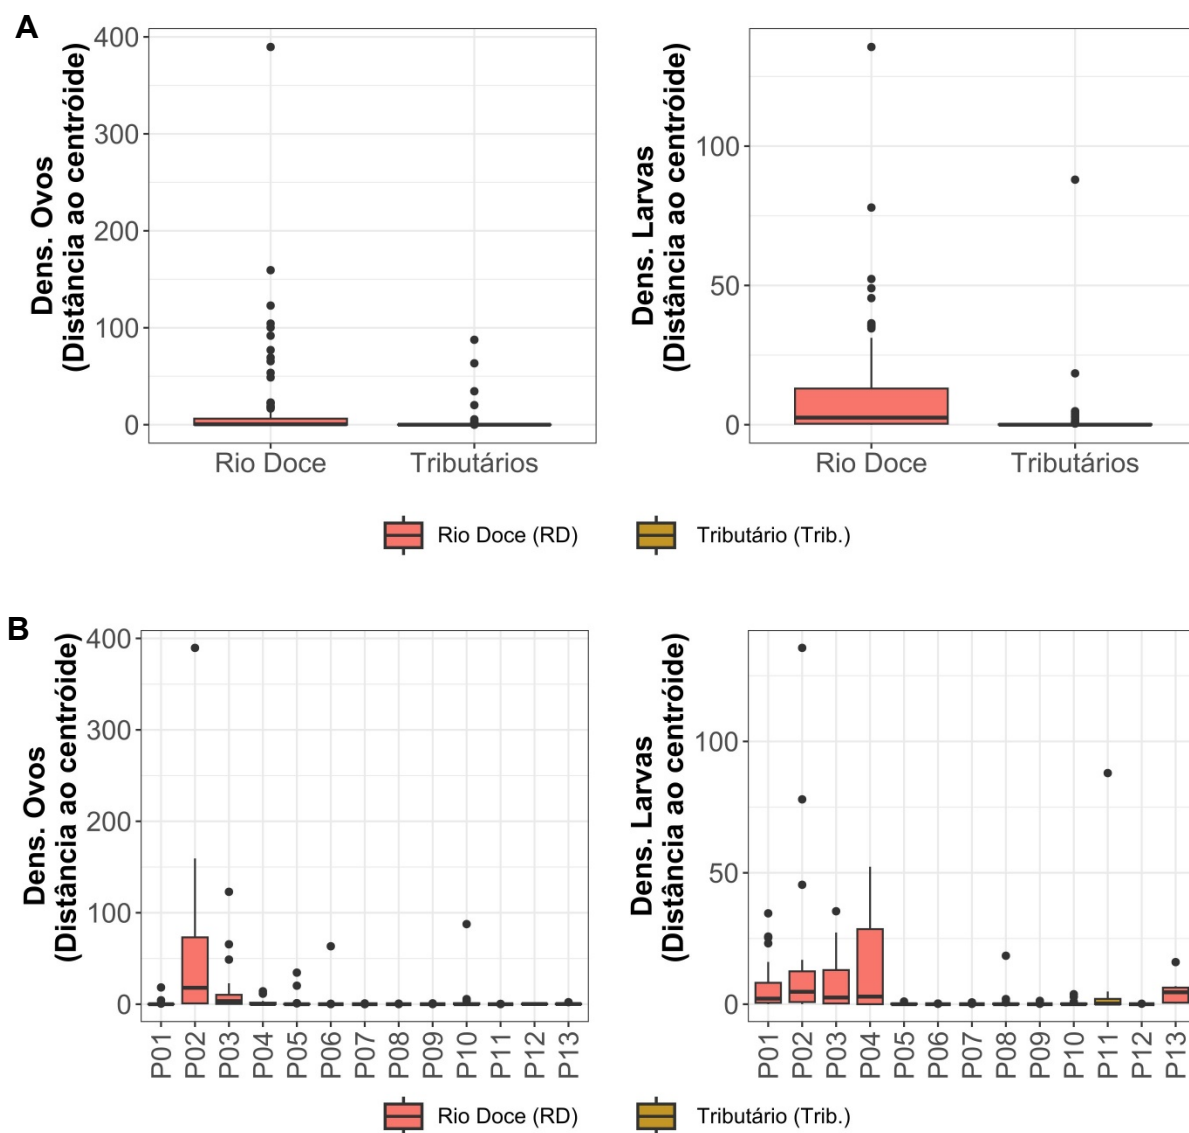 A
Dens. Ovos
(Distância ao centróide)
400
300
200
100
0
Rio Doce
Tributários
Dens. Larvas
(Distância ao centróide)
100
50
0
Rio Doce
Tributários
Rio Doce (RD)
Tributário (Trib.)
B
Dens. Ovos
(Distância ao centróide)
400
300
200
100
0
P01
P02
P03
P04
P05
P06
P07
P08
P09
P10
P11
P12
P13
Dens. Larvas
(Distância ao centróide)
100
50
0
P01
P02
P03
P04
P05
P06
P07
P08
P09
P10
P11
P12
P13
Rio Doce (RD)
Tributário (Trib.)